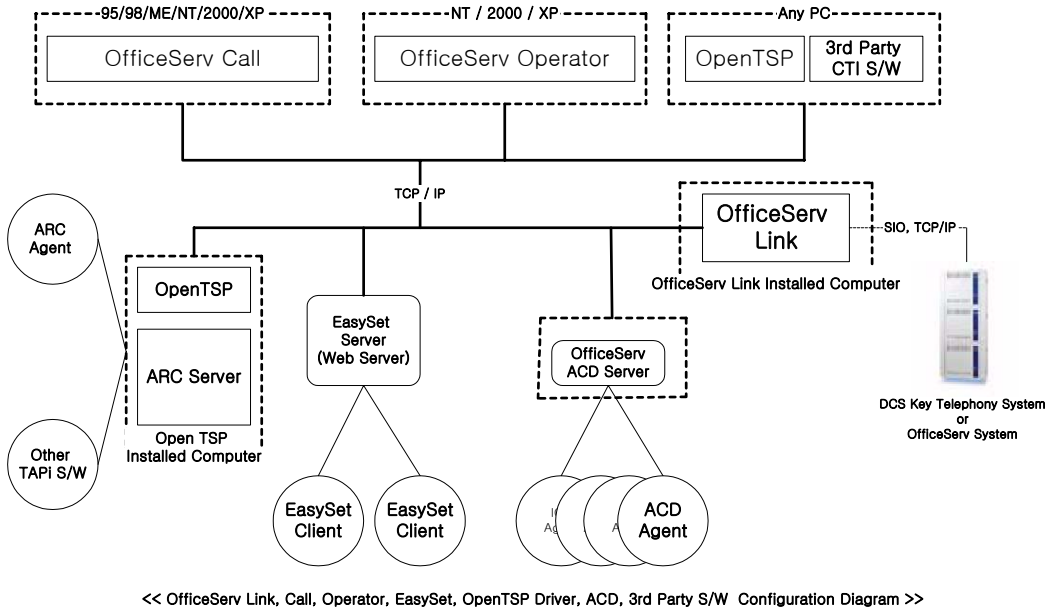 95/98/ME/NT/2000/XP
NT / 2000 / XP
Any PC
OfficeServ Call
OfficeServ Operator
OpenTSP
3rd Party
CTI S/W
TCP / IP
ARC
Agent
OfficeServ
Link
SIO, TCP/IP
OfficeServ Link Installed Computer
OpenTSP
EasySet
Server
(Web Server)
OfficeServ
ACD Server
ARC Server
DCS Key Telephony System
or
OfficeServ System
Open TSP
Installed Computer
Other
TAPi S/W
EasySet
Client
EasySet
Client
ACD
Agent
<< OfficeServ Link, Call, Operator, EasySet, OpenTSP Driver, ACD, 3rd Party S/W Configuration Diagram >>